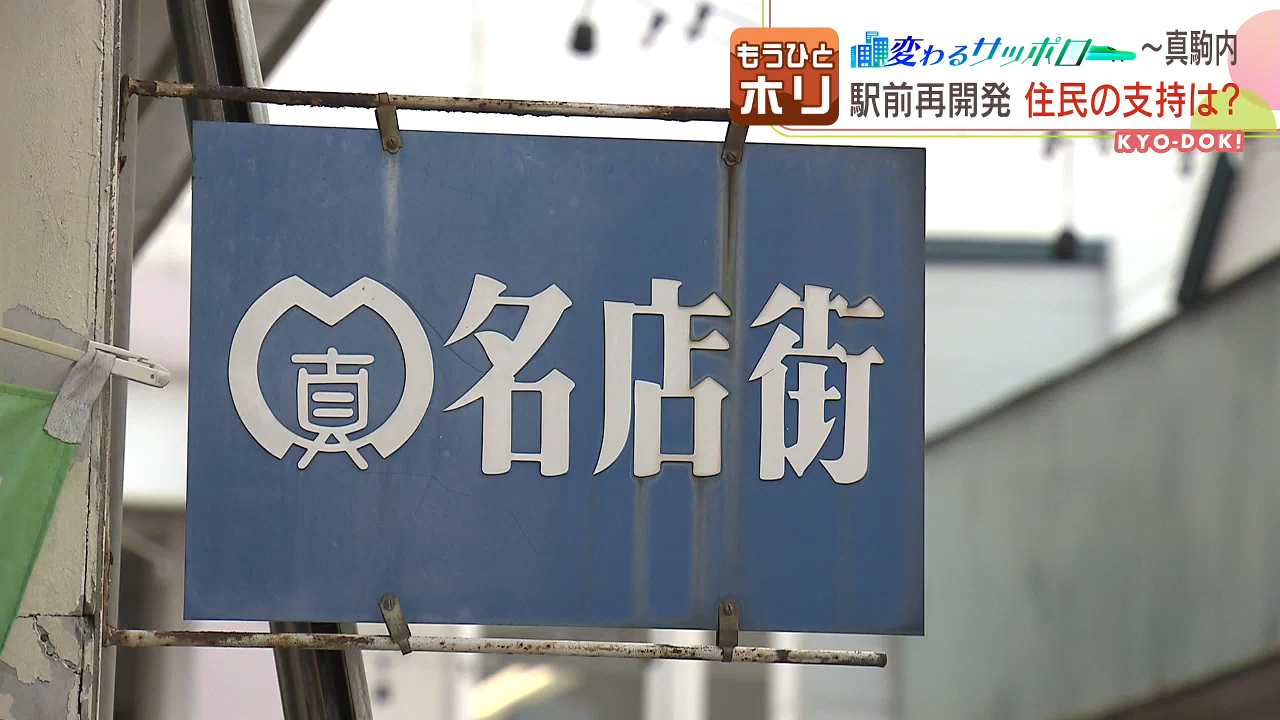 もうひと
ホリ
変わるサッポロ
～真駒内
駅前再開発 住民の支持は?
KYO-DOK!
真 名店街